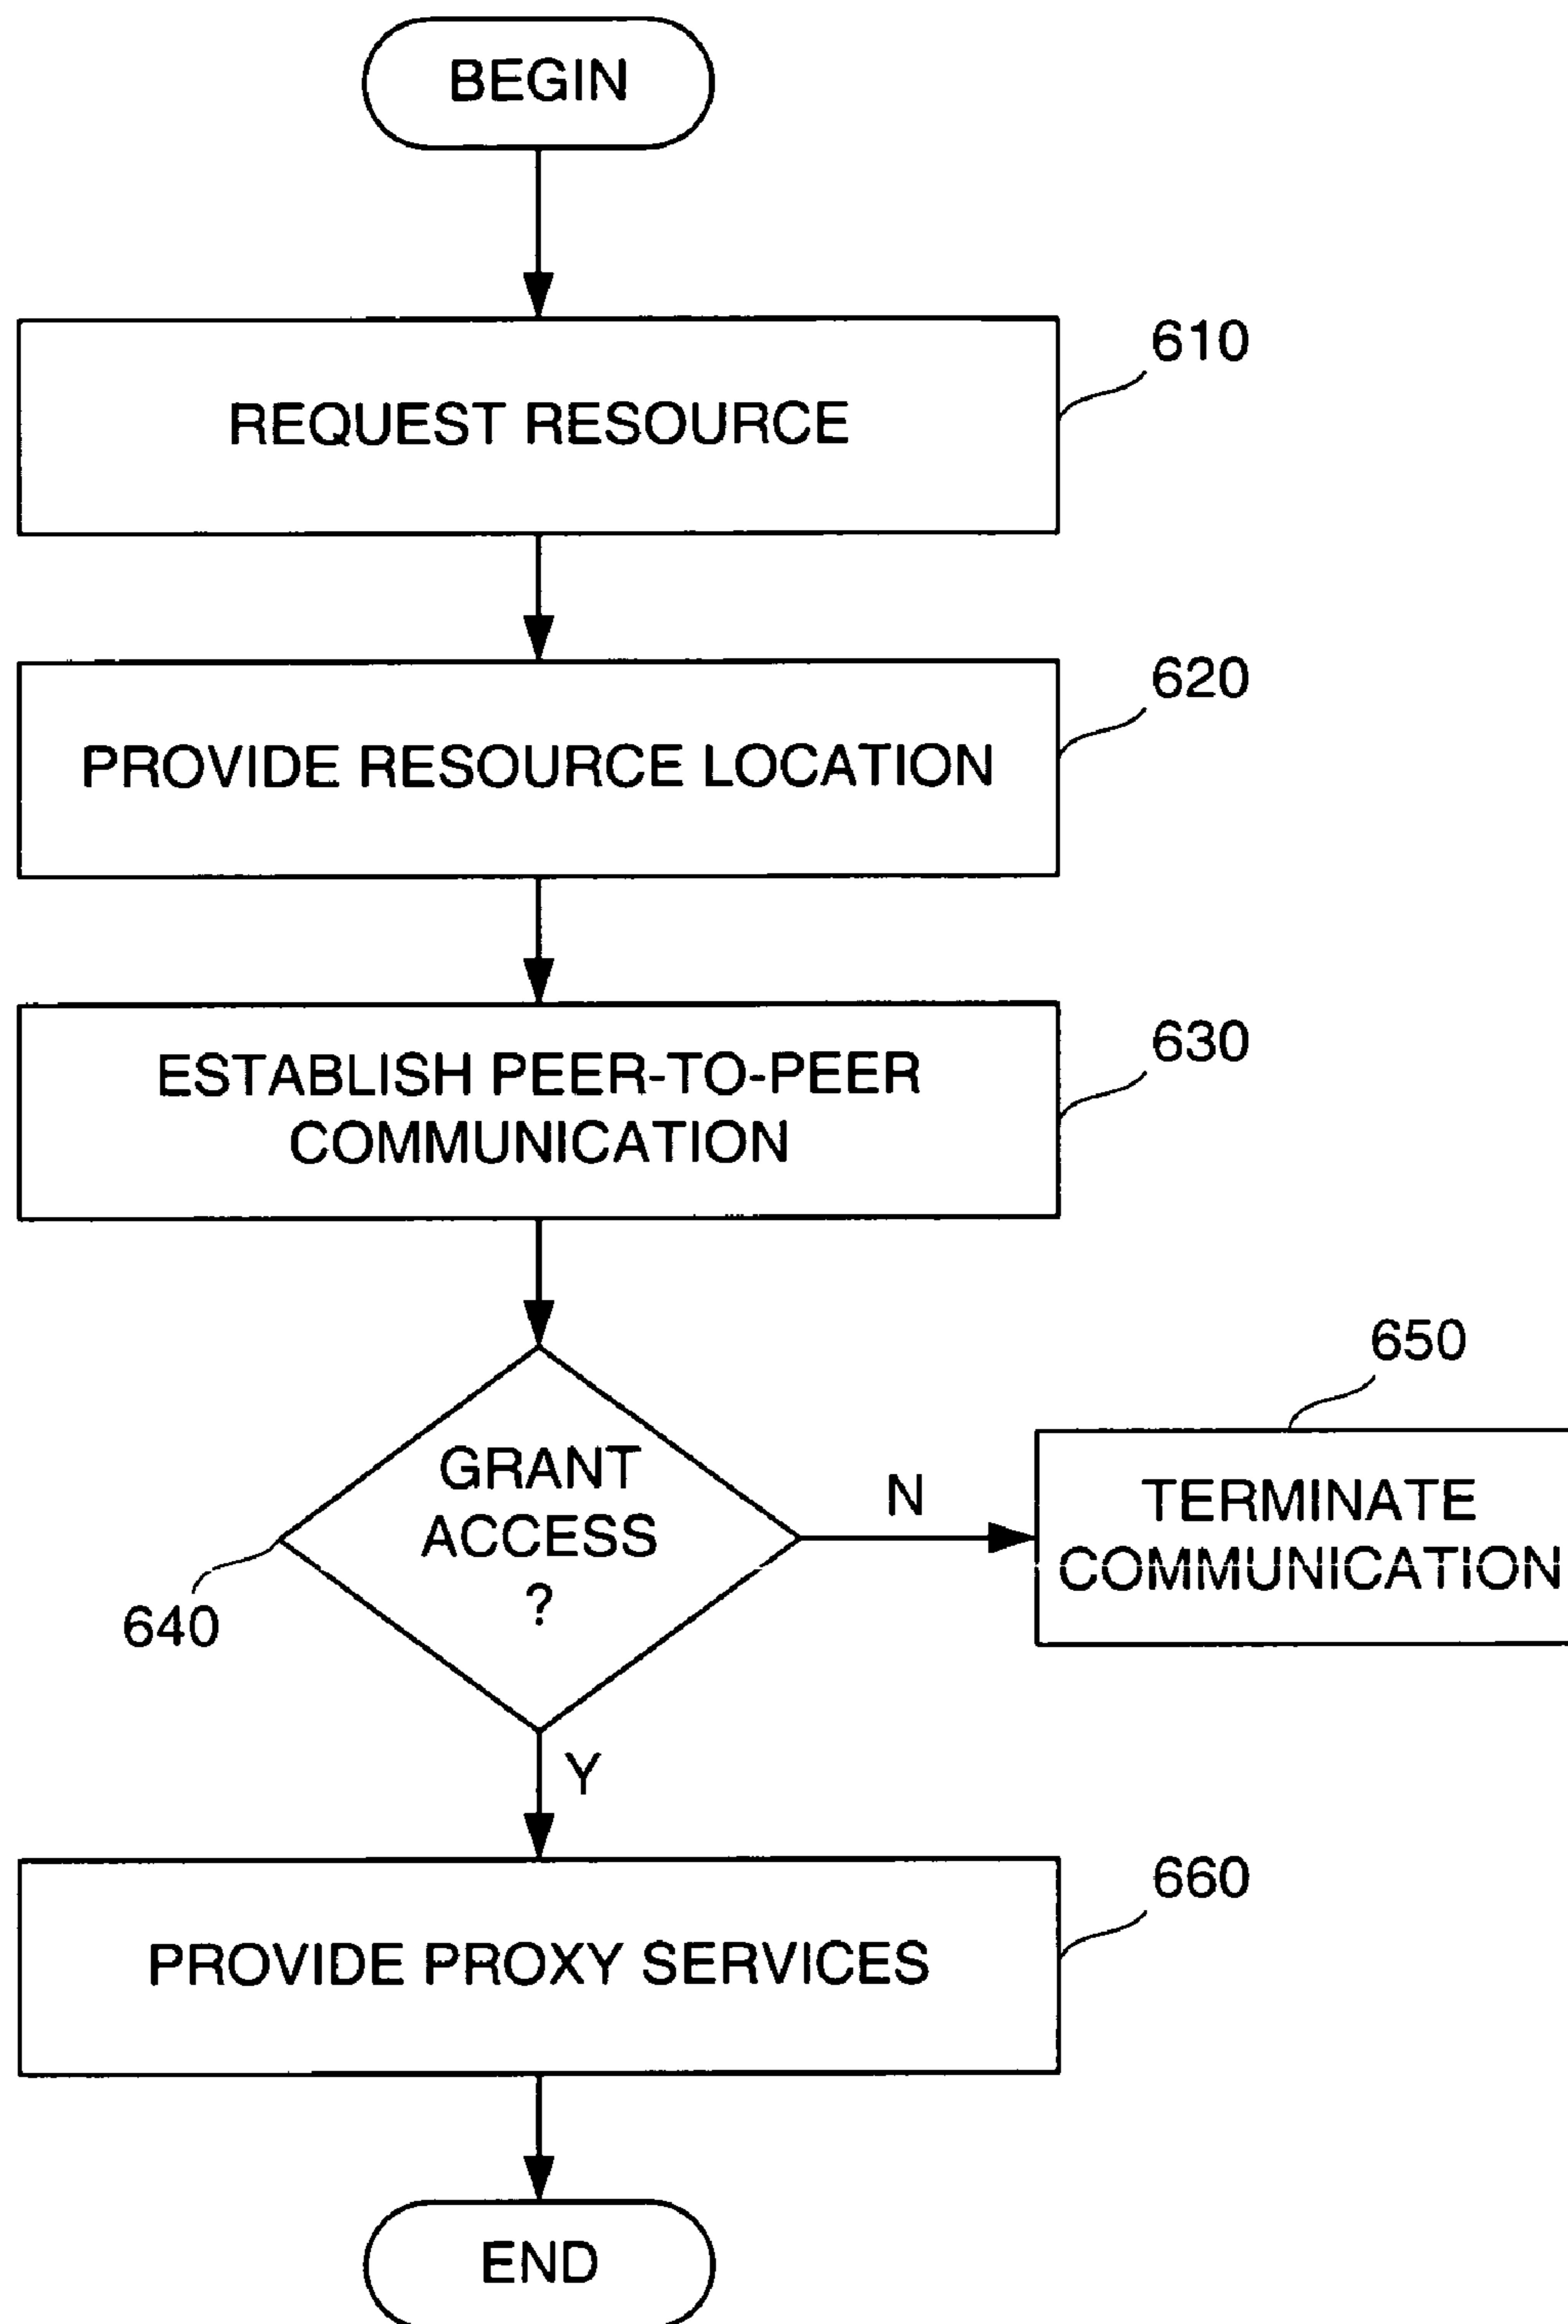 BEGIN
610
REQUEST RESOURCE
620
PROVIDE RESOURCE LOCATION
630
ESTABLISH PEER-TO-PEER
COMMUNICATION
650
GRANT
ACCESS
?
N
TERMINATE
COMMUNICATION
640
Y
660
PROVIDE PROXY SERVICES
END